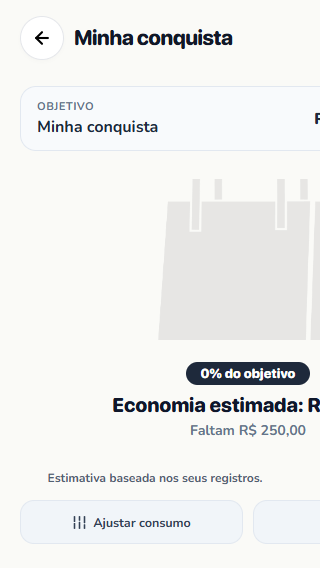 Minha conquista
OBJETIVO
Minha conquista
0% do objetivo
Economia estimada:
Faltam R$ 250,00
Estimativa baseada nos seus registros.
Ajustar consumo